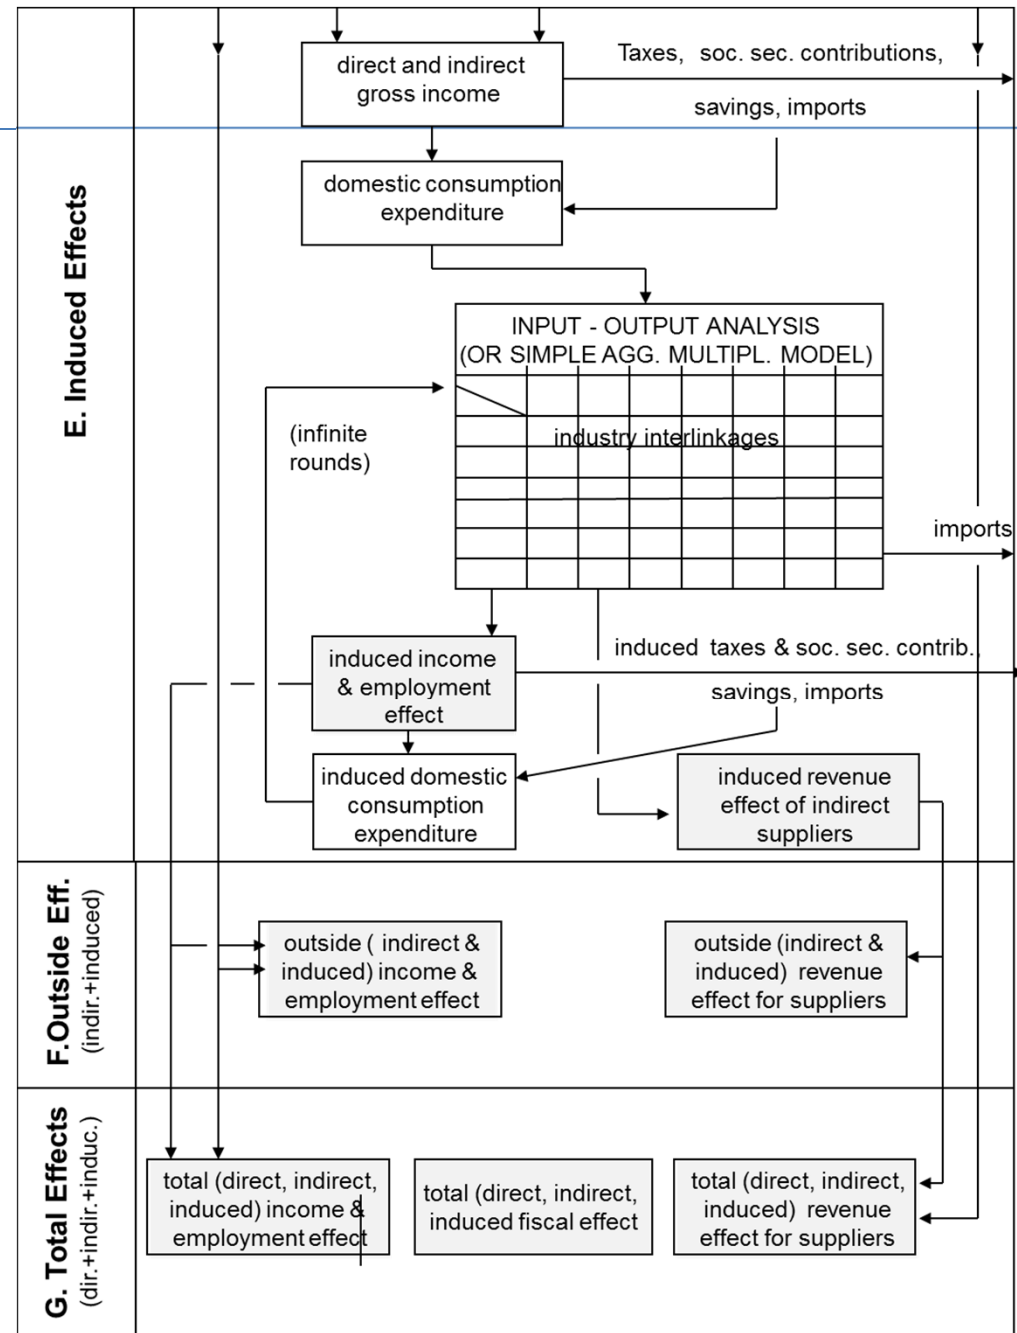 direct and indirect
gross income
Taxes, soc. sec. contributions,
savings, imports
domestic consumption
expenditure
E. Induced Effects
INPUT - OUTPUT ANALYSIS
(OR SIMPLE AGG. MULTIPL. MODEL)
industry interlinkages
(infinite
rounds)
imports
induced income
& employment
effect
induced taxes & soc. sec. contrib.,
savings, imports
induced domestic
consumption
expenditure
induced revenue
effect of indirect
suppliers
F.Outside Eff.
(indir.+induced)
outside ( indirect &
induced) income &
employment effect
outside (indirect &
induced) revenue
effect for suppliers
G. Total Effects
(dir.+indir.+induc.)
total (direct, indirect,
induced) income &
employment effect
total (direct, indirect,
induced fiscal effect
total (direct, indirect,
induced) revenue
effect for suppliers